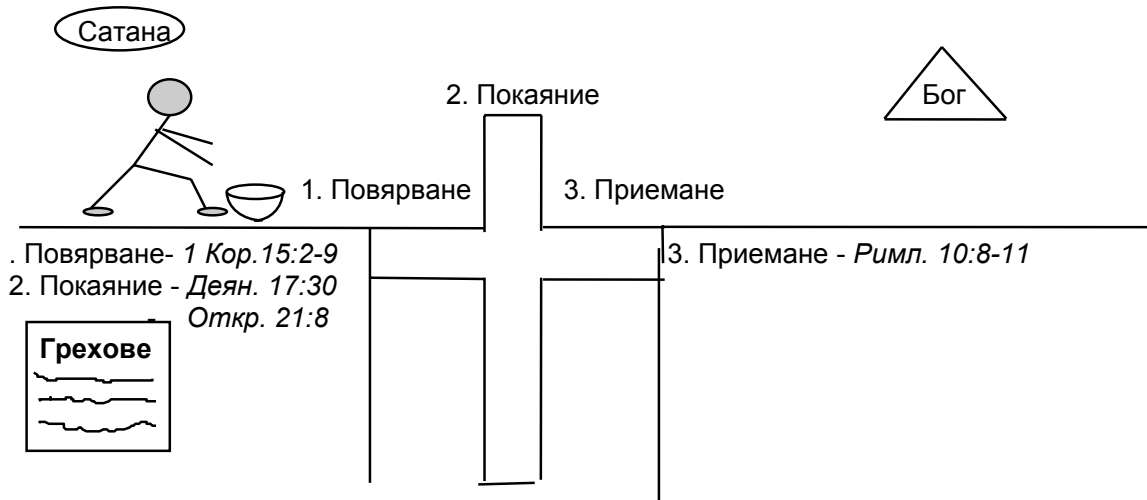 Сатана
Бог
2. Покаяние
1. Повярване
3. Приемане
. Повярване- 1 Кор.15:2-9
2. Покаяние - Деян. 17:30
Откр. 21:8
3. Приемане - Римл. 10:8-11
Грехове